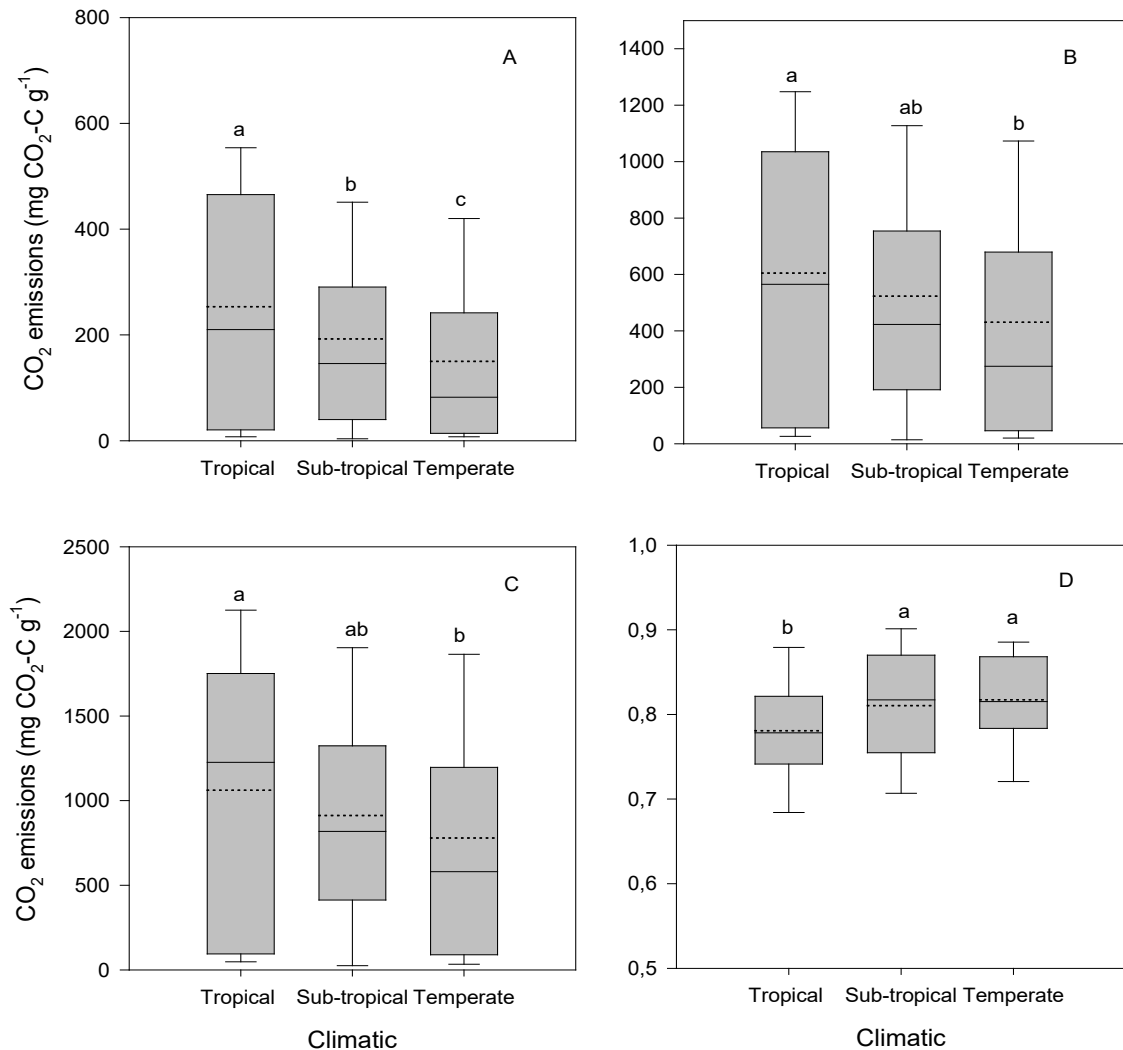 A
CO₂ emissions (mg CO₂-C g⁻¹)
800
600
400
200
0
a
b
c
Tropical Sub-tropical Temperate
B
1400
1200
1000
800
600
400
200
0
a
ab
b
Tropical Sub-tropical Temperate
C
CO₂ emissions (mg CO₂-C g⁻¹)
2500
2000
1500
1000
500
0
a
ab
b
Tropical Sub-tropical Temperate
Climatic
D
1,0
0,9
0,8
0,7
0,6
0,5
b
a
a
Tropical Sub-tropical Temperate
Climatic